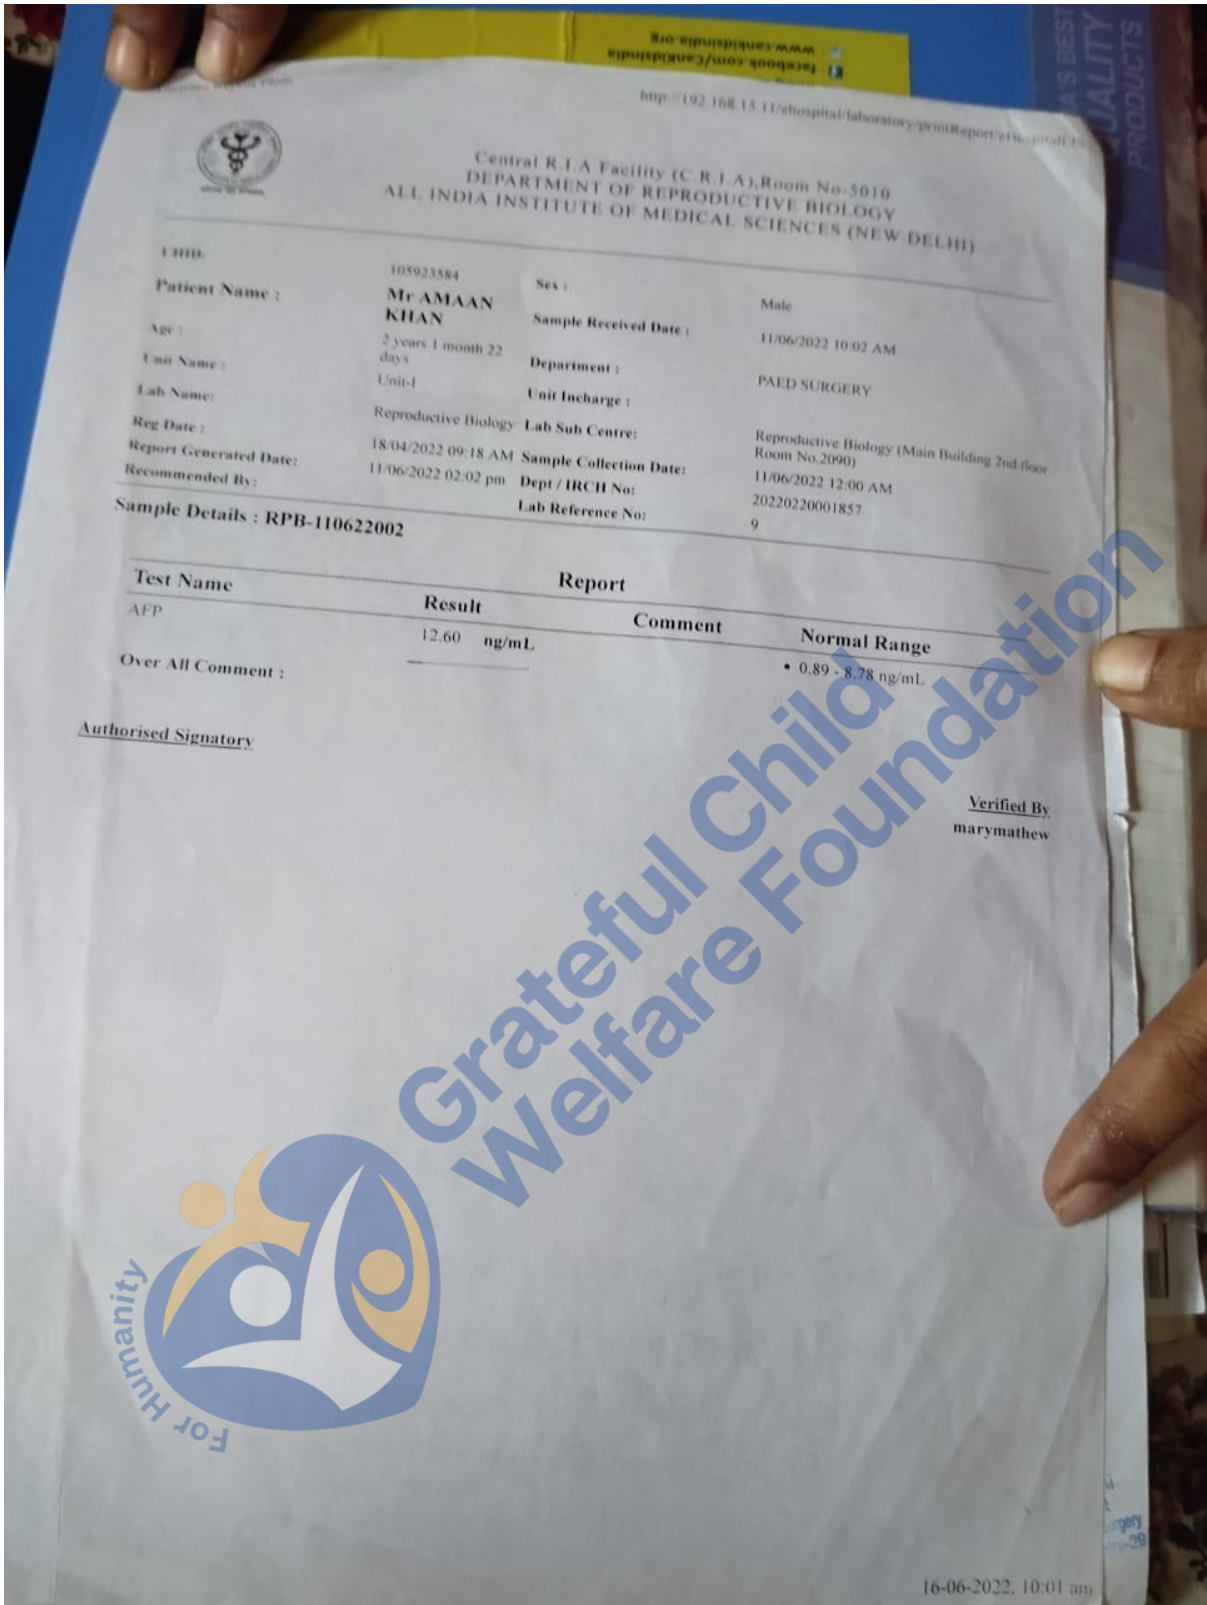 www.cankidsindia.org
facebook.com/CanKidsIndia
A'S BEST
QUALITY
PRODUCTS
http://192.168.15.11/ehospital/laboratory/printReport/
Central R.I.A Facility (C.R.I.A),Room No-5010
DEPARTMENT OF REPRODUCTIVE BIOLOGY
ALL INDIA INSTITUTE OF MEDICAL SCIENCES (NEW DELHI)
UHID: 105923584 Sex : Male
Patient Name : Mr AMAAN KHAN Sample Received Date : 11/06/2022 10:02 AM
Age : 2 years 1 month 22 days Department : PAED SURGERY
Unit Name : Unit-I Unit Incharge :
Lab Name: Reproductive Biology Lab Sub Centre: Reproductive Biology (Main Building 2nd floor Room No.2090)
Reg Date : 18/04/2022 09:18 AM Sample Collection Date: 11/06/2022 12:00 AM
Report Generated Date: 11/06/2022 02:02 pm Dept / IRCH No: 20220220001857
Recommended By: Lab Reference No: 9
Sample Details : RPB-110622002
Report
Test Name Result Comment Normal Range
AFP 12.60 ng/mL • 0.89 - 8.78 ng/mL
Over All Comment :
Authorised Signatory
Verified By
marymathew
Grateful Child
Welfare Foundation
For Humanity
16-06-2022, 10:01 am